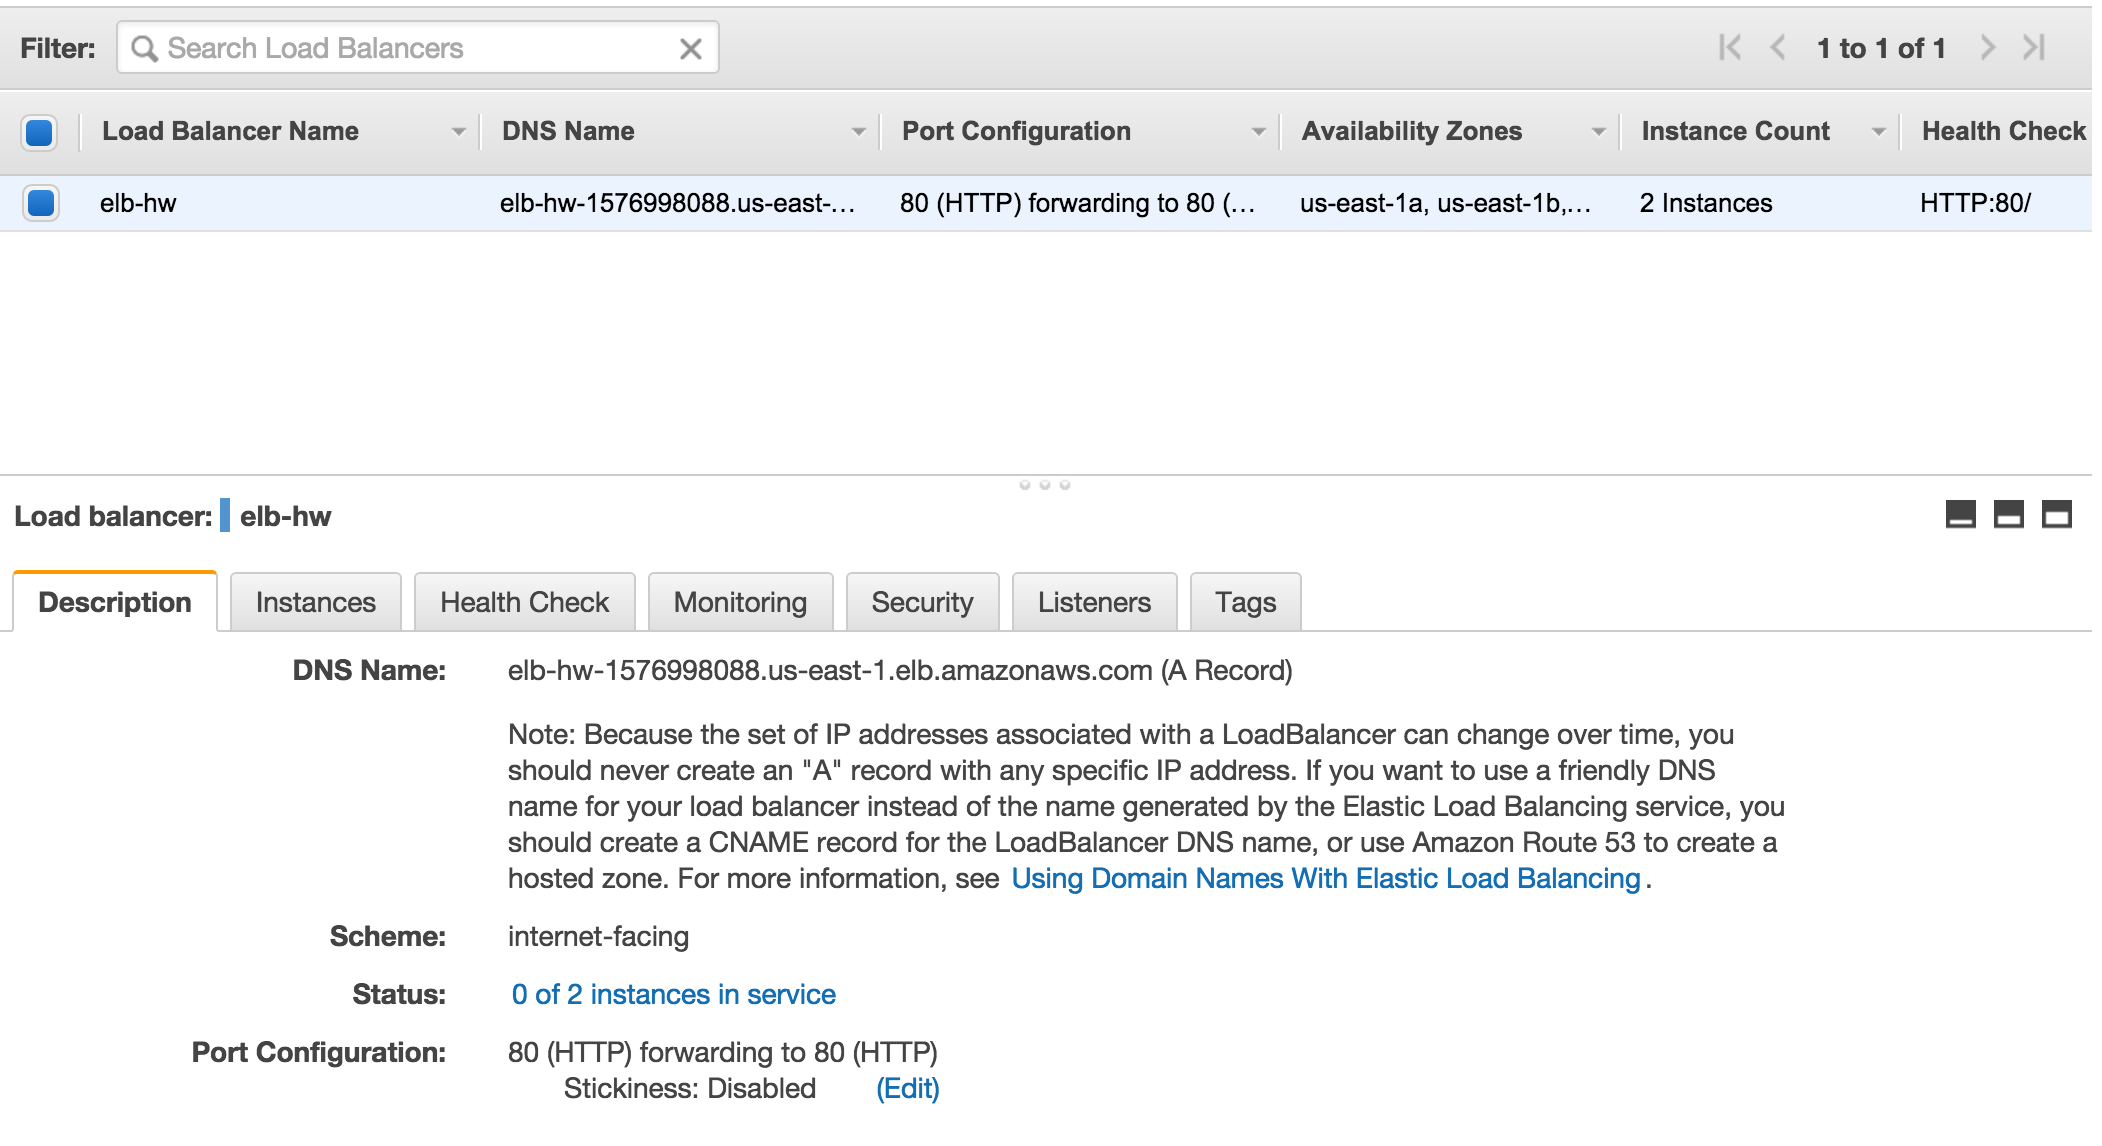 Filter: Search Load Balancers 1 to 1 of 1
Load Balancer Name DNS Name Port Configuration Availability Zones Instance Count Health Check
elb-hw elb-hw-1576998088.us-east-... 80 (HTTP) forwarding to 80 (... us-east-1a, us-east-1b,... 2 Instances HTTP:80/
Load balancer: elb-hw
Description Instances Health Check Monitoring Security Listeners Tags
DNS Name: elb-hw-1576998088.us-east-1.elb.amazonaws.com (A Record)
Note: Because the set of IP addresses associated with a LoadBalancer can change over time, you
should never create an "A" record with any specific IP address. If you want to use a friendly DNS
name for your load balancer instead of the name generated by the Elastic Load Balancing service, you
should create a CNAME record for the LoadBalancer DNS name, or use Amazon Route 53 to create a
hosted zone. For more information, see Using Domain Names With Elastic Load Balancing.
Scheme: internet-facing
Status: 0 of 2 instances in service
Port Configuration: 80 (HTTP) forwarding to 80 (HTTP)
Stickiness: Disabled (Edit)